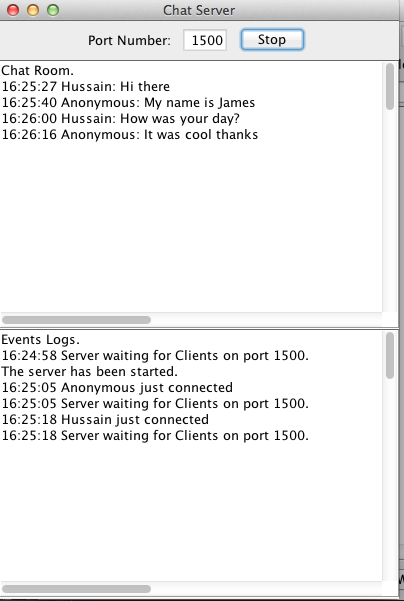 Chat Server
Port Number: 1500 Stop
Chat Room.
16:25:27 Hussain: Hi there
16:25:40 Anonymous: My name is James
16:26:00 Hussain: How was your day?
16:26:16 Anonymous: It was cool thanks
Events Logs.
16:24:58 Server waiting for Clients on port 1500.
The server has been started.
16:25:05 Anonymous just connected
16:25:05 Server waiting for Clients on port 1500.
16:25:18 Hussain just connected
16:25:18 Server waiting for Clients on port 1500.